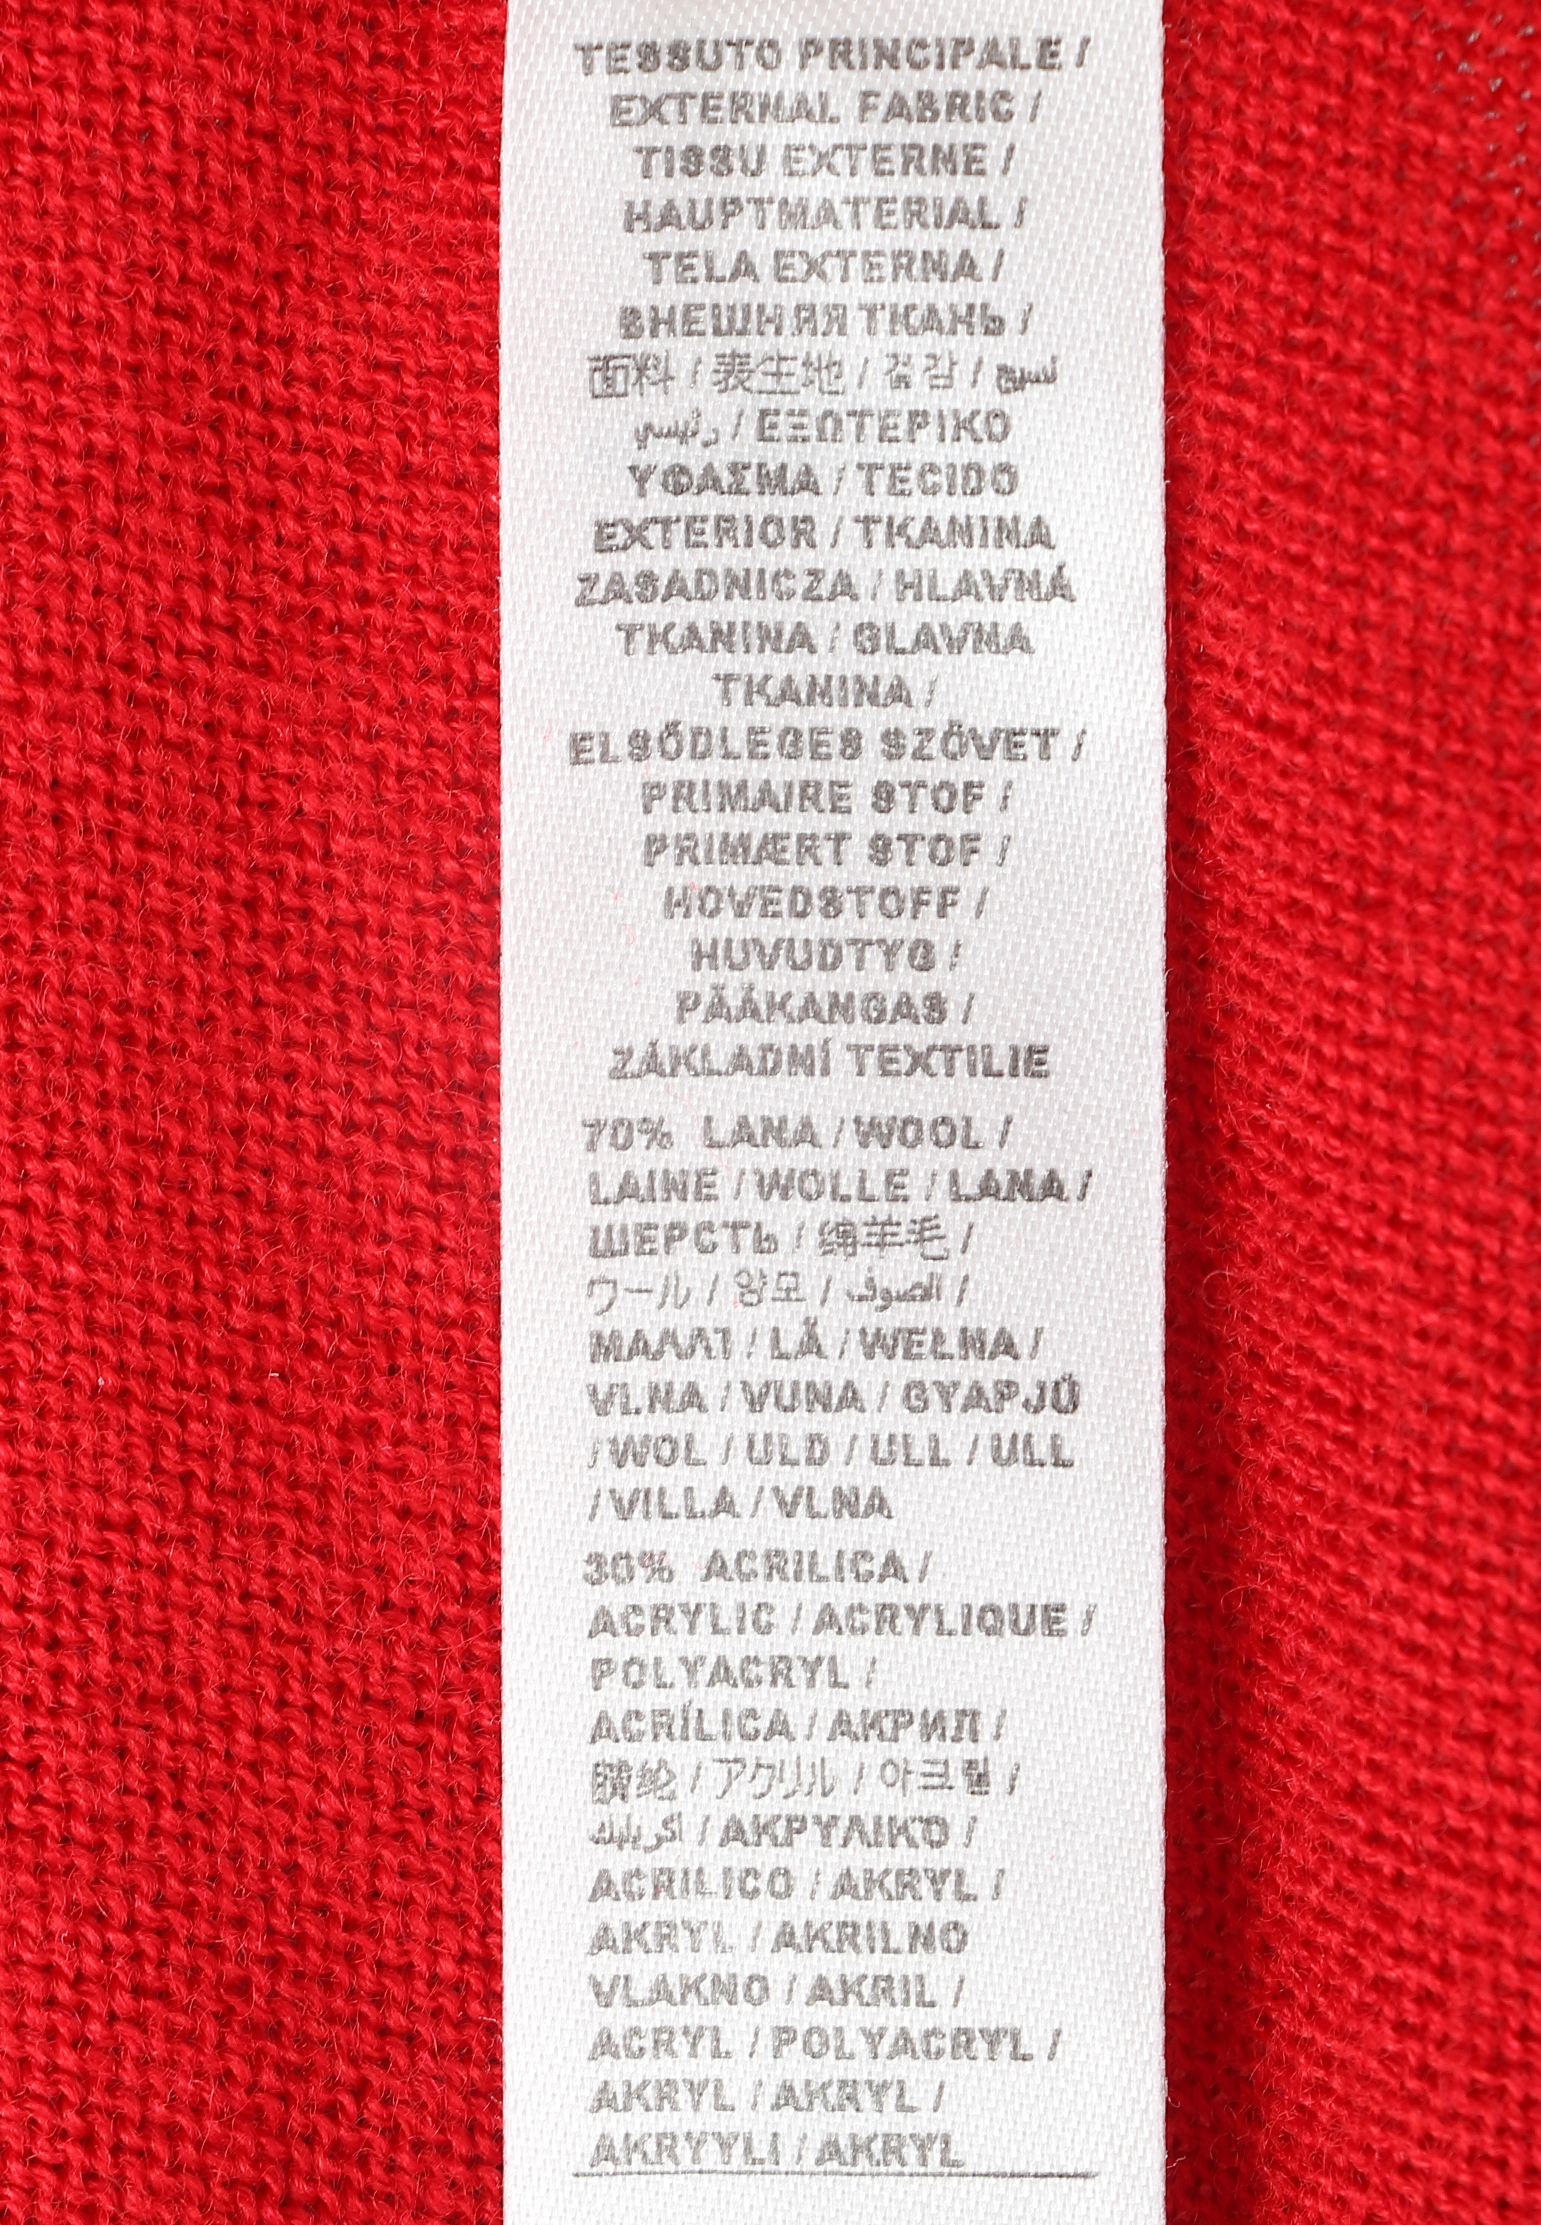 TESSUTO PRINCIPALE /
EXTERNAL FABRIC /
TISSU EXTERNE /
HAUPTMATERIAL /
TELA EXTERNA /
ВНЕШНЯЯ ТКАНЬ /
面料 / 表生地 / 겉감 / نسيج
رئيسي / ΕΞΩΤΕΡΙΚΟ
ΥΦΑΣΜΑ / TECIDO
EXTERIOR / TKANINA
ZASADNICZA / HLAVNÁ
TKANINA / GLAVNA
TKANINA /
ELSŐDLEGES SZÖVET /
PRIMAIRE STOF /
PRIMÆRT STOF /
HOVEDSTOFF /
HUVUDTYG /
PÄÄKANGAS /
ZÁKLADNÍ TEXTILIE
70% LANA / WOOL /
LAINE / WOLLE / LANA /
ШЕРСТЬ / 绵羊毛 /
ウール / 양모 / الصوف /
ΜΑΛΛΊ / LÃ / WEŁNA /
VLNA / VUNA / GYAPJÚ
/ WOL / ULD / ULL / ULL
/ VILLA / VLNA
30% ACRILICA /
ACRYLIC / ACRYLIQUE /
POLYACRYL /
ACRÍLICA / АКРИЛ /
腈纶 / アクリル / 아크릴 /
اكريليك / ΑΚΡΥΛΙΚΌ /
ACRILICO / AKRYL /
AKRYL / AKRILNO
VLAKNO / AKRIL /
ACRYL / POLYACRYL /
AKRYL / AKRYL /
AKRYYLI / AKRYL